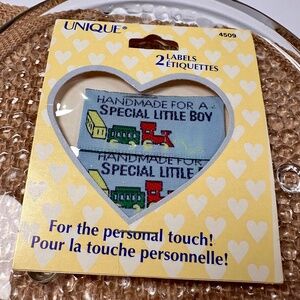 UNIQUE®
4509
2 LABELS
ÉTIQUETTES
HANDMADE FOR A
SPECIAL LITTLE BOY
HANDMADE FOR
SPECIAL LITTLE
For the personal touch!
Pour la touche personnelle!